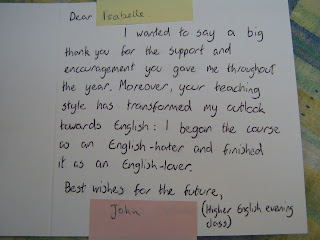 Dear Isabelle
I wanted to say a big
thank you for the support and
encouragement you gave me throughout
the year. Moreover, your teaching
style has transformed my outlook
towards English: I began the course
as an English-hater and finished
it as an English-lover.
Best wishes for the future,
John
(Higher English evening
class)